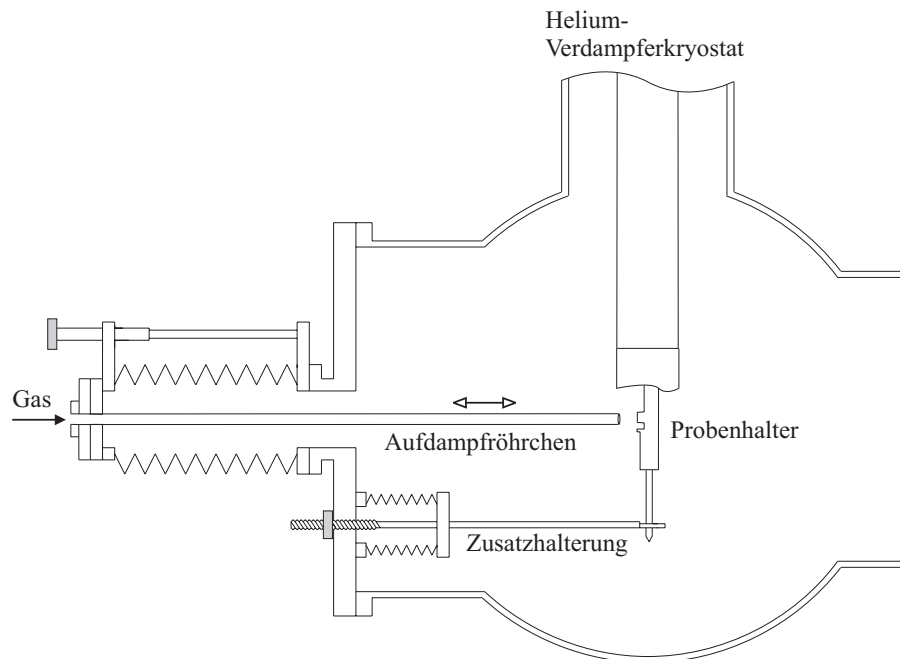 Helium-
Verdampferkryostat
Gas
Aufdampfröhrchen
Probenhalter
Zusatzhalterung